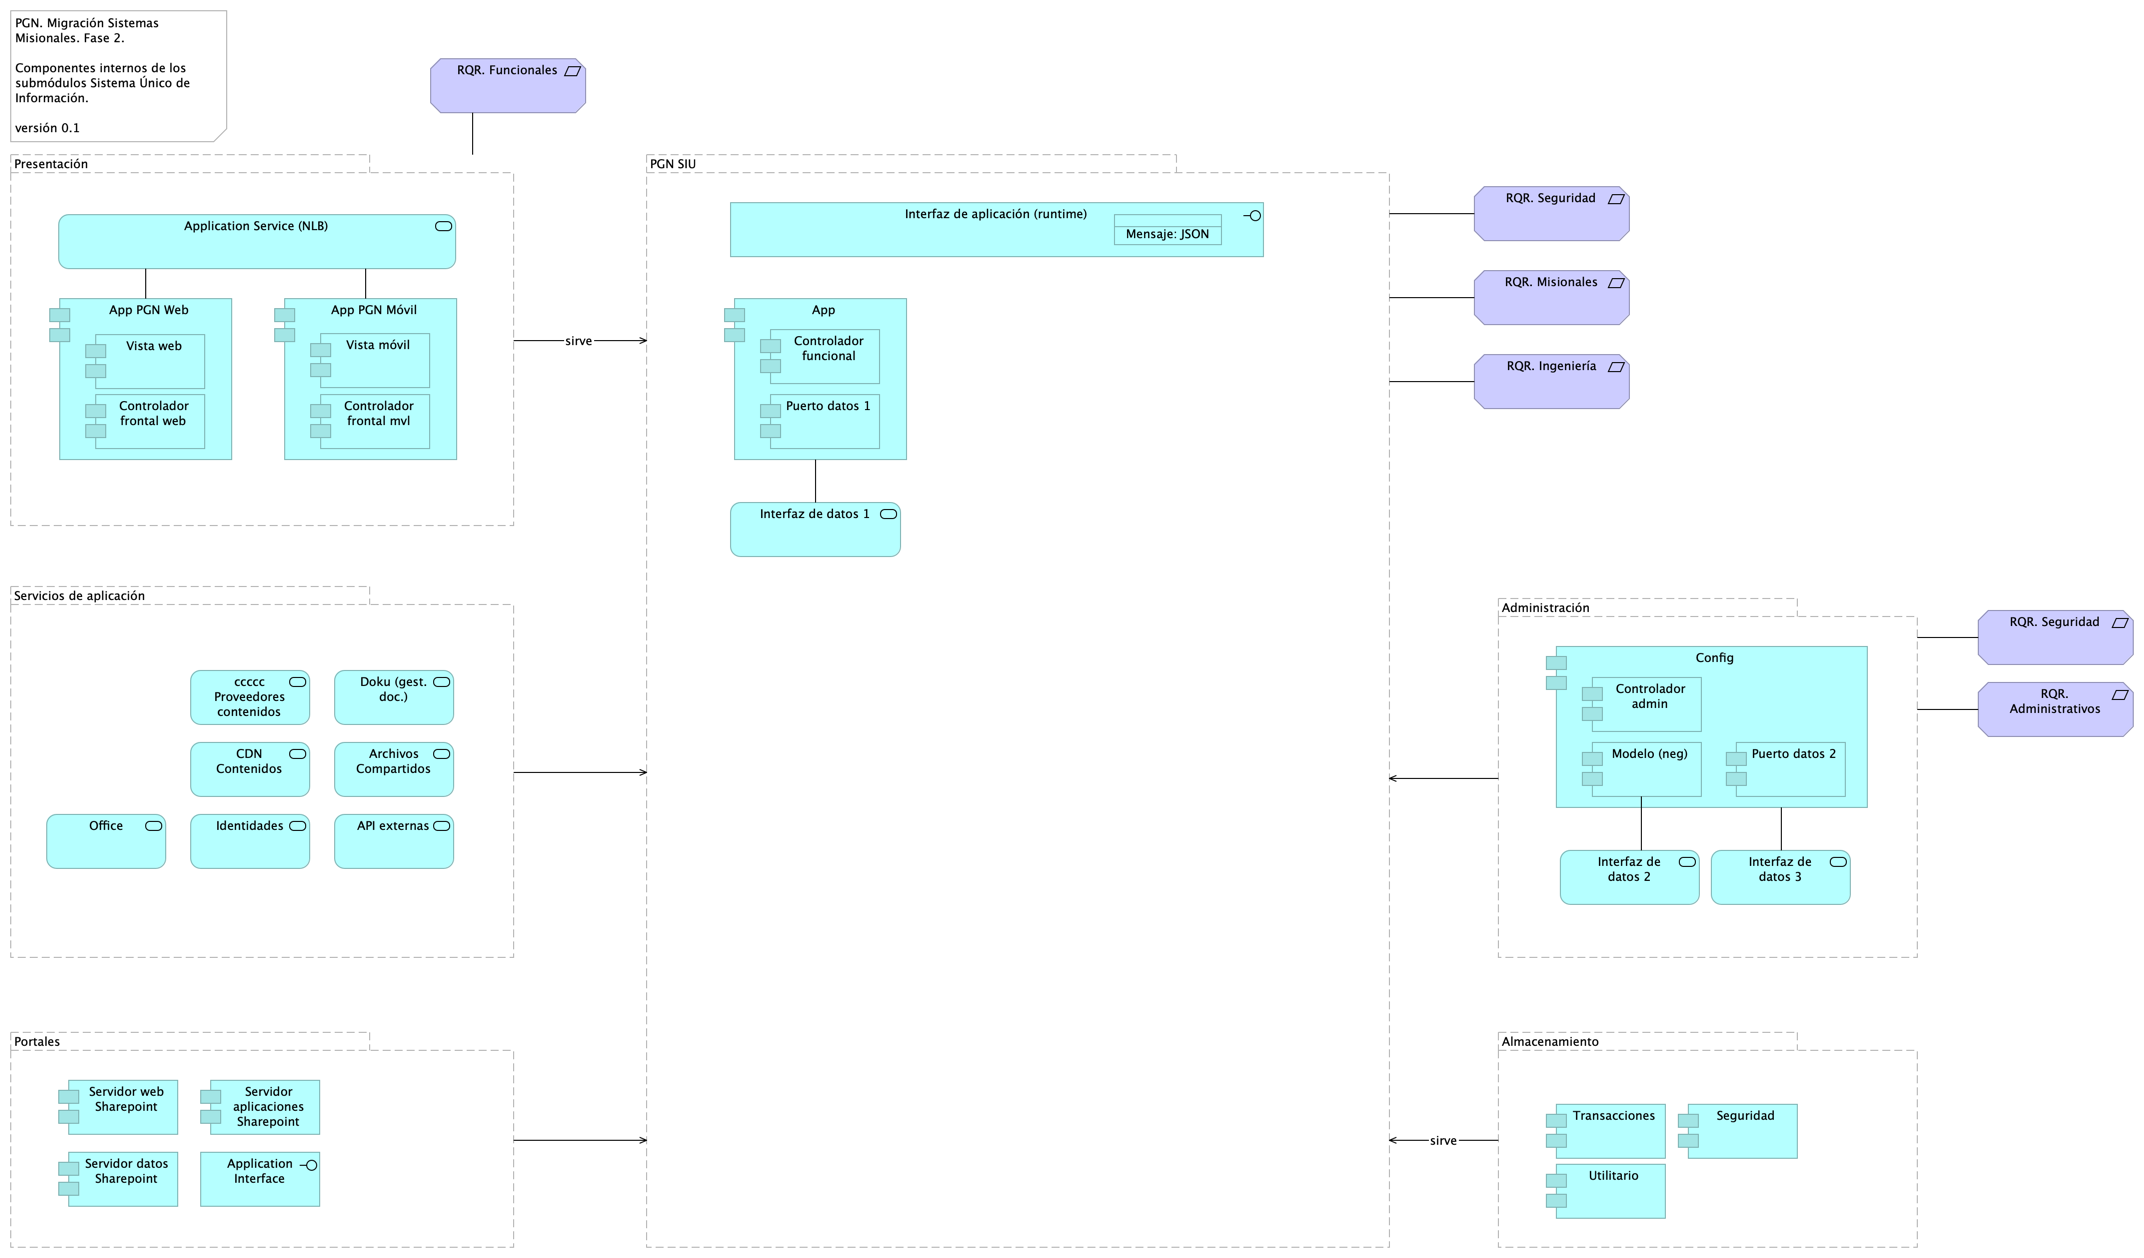 PGN. Migración Sistemas
Misionales. Fase 2.
Componentes internos de los
submódulos Sistema Único de
Información.
versión 0.1
RQR. Funcionales
Presentación
Application Service (NLB)
App PGN Web
Vista web
Controlador
frontal web
App PGN Móvil
Vista móvil
Controlador
frontal mvl
sirve
PGN SIU
Interfaz de aplicación (runtime)
Mensaje: JSON
App
Controlador
funcional
Puerto datos 1
Interfaz de datos 1
RQR. Seguridad
RQR. Misionales
RQR. Ingeniería
Servicios de aplicación
ccccc
Proveedores
contenidos
Doku (gest.
doc.)
CDN
Contenidos
Archivos
Compartidos
Office
Identidades
API externas
Administración
Config
Controlador
admin
Modelo (neg)
Puerto datos 2
Interfaz de
datos 2
Interfaz de
datos 3
RQR. Seguridad
RQR.
Administrativos
Portales
Servidor web
Sharepoint
Servidor
aplicaciones
Sharepoint
Servidor datos
Sharepoint
Application
Interface
sirve
Almacenamiento
Transacciones
Seguridad
Utilitario